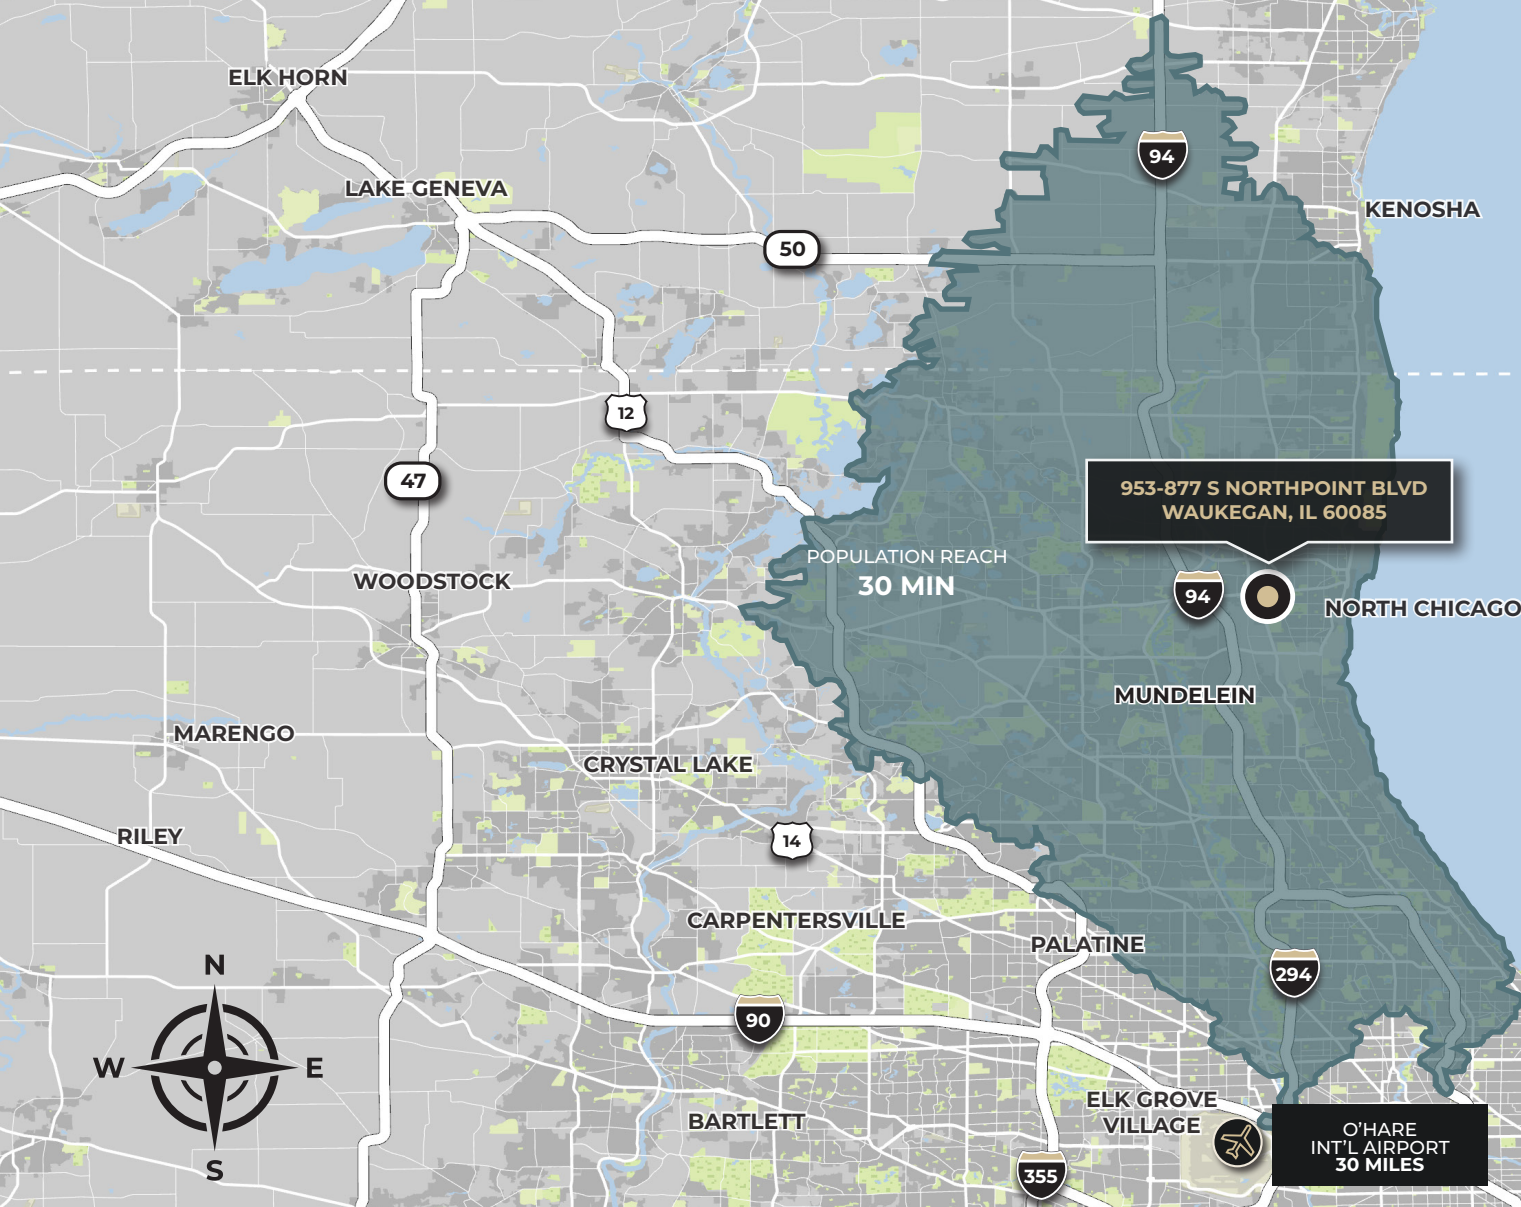 ELK HORN
94
LAKE GENEVA
KENOSHA
50
12
47
953-877 S NORTHPOINT BLVD
WAUKEGAN, IL 60085
POPULATION REACH
30 MIN
WOODSTOCK
94
NORTH CHICAGO
MUNDELEIN
MARENGO
CRYSTAL LAKE
RILEY
14
CARPENTERSVILLE
PALATINE
N
294
90
W
E
ELK GROVE
VILLAGE
BARTLETT
O'HARE
INT'L AIRPORT
30 MILES
S
355